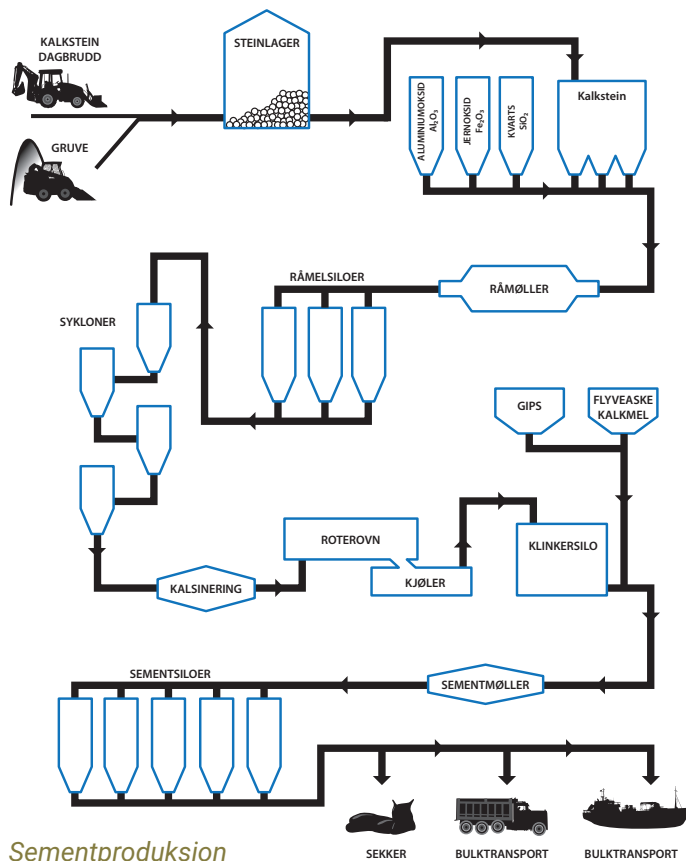 KALKSTEIN
DAGBRUDD
GRUVE
STEINLAGER
ALUMINIUMOKSID
Al₂O₃
JERNOKSID
Fe₂O₃
KVARTS
SiO₂
Kalkstein
RÅMELSILOER
RÅMØLLER
SYKLONER
GIPS
FLYVEASKE
KALKMEL
ROTEROVN
KJØLER
KLINKERSILO
KALSINERING
SEMENTSILOER
SEMENTMØLLER
SEKKER
BULKTRANSPORT
BULKTRANSPORT
Sementproduksjon